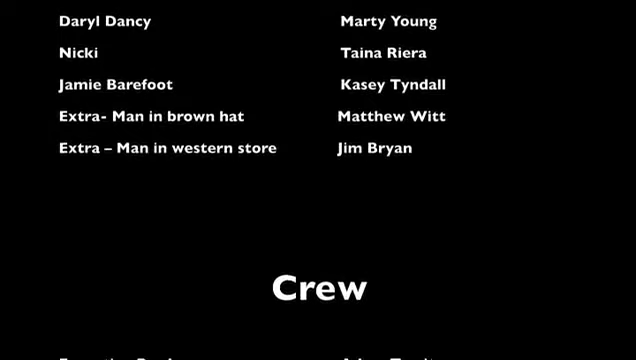 Daryl Dancy Marty Young
Nicki Taina Riera
Jamie Barefoot Kasey Tyndall
Extra- Man in brown hat Matthew Witt
Extra – Man in western store Jim Bryan
Crew